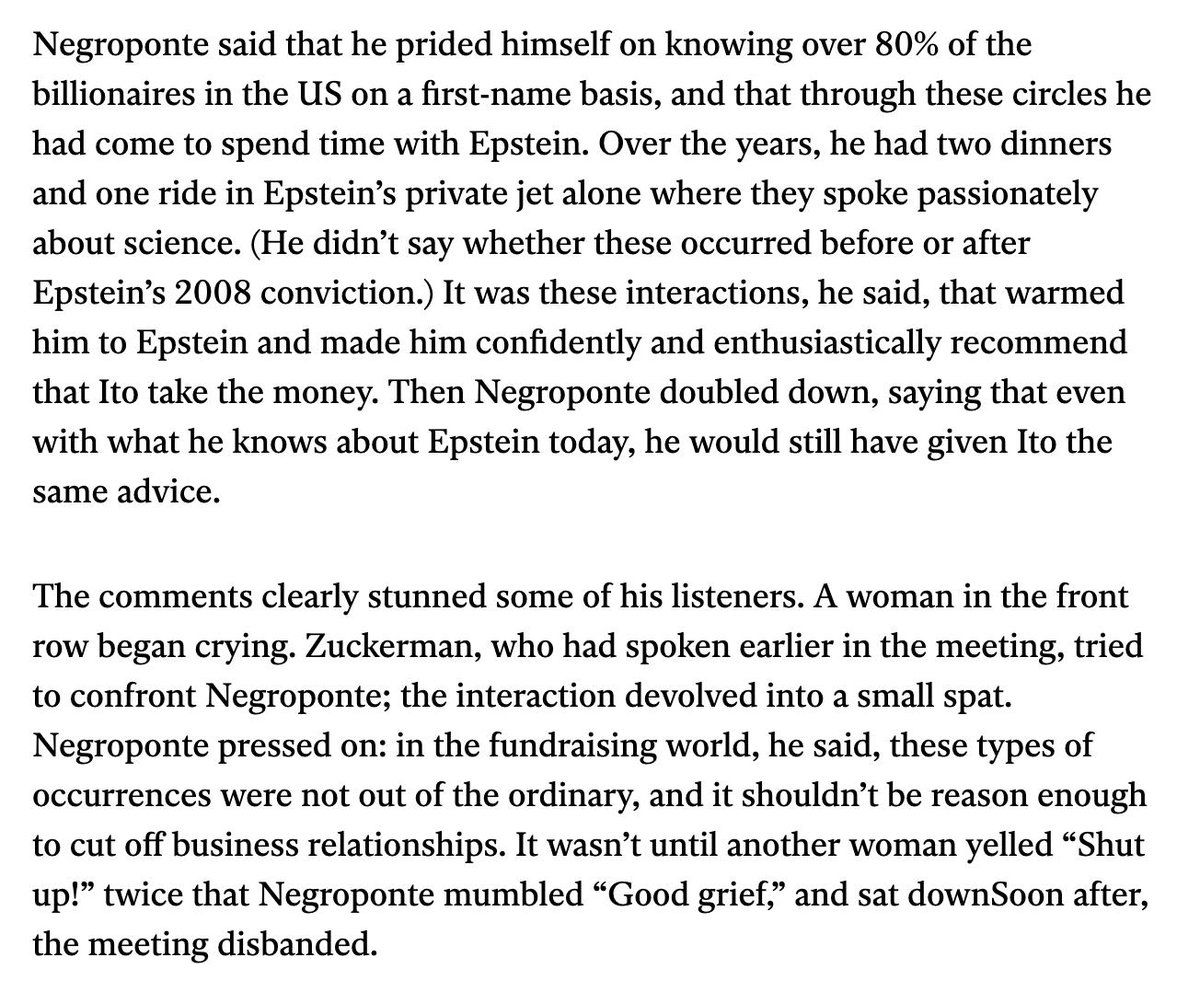 Negroponte said that he prided himself on knowing over 80% of the
billionaires in the US on a first-name basis, and that through these circles he
had come to spend time with Epstein. Over the years, he had two dinners
and one ride in Epstein’s private jet alone where they spoke passionately
about science. (He didn’t say whether these occurred before or after
Epstein’s 2008 conviction.) It was these interactions, he said, that warmed
him to Epstein and made him confidently and enthusiastically recommend
that Ito take the money. Then Negroponte doubled down, saying that even
with what he knows about Epstein today, he would still have given Ito the
same advice.
The comments clearly stunned some of his listeners. A woman in the front
row began crying. Zuckerman, who had spoken earlier in the meeting, tried
to confront Negroponte; the interaction devolved into a small spat.
Negroponte pressed on: in the fundraising world, he said, these types of
occurrences were not out of the ordinary, and it shouldn’t be reason enough
to cut off business relationships. It wasn’t until another woman yelled “Shut
up!” twice that Negroponte mumbled “Good grief,” and sat downSoon after,
the meeting disbanded.